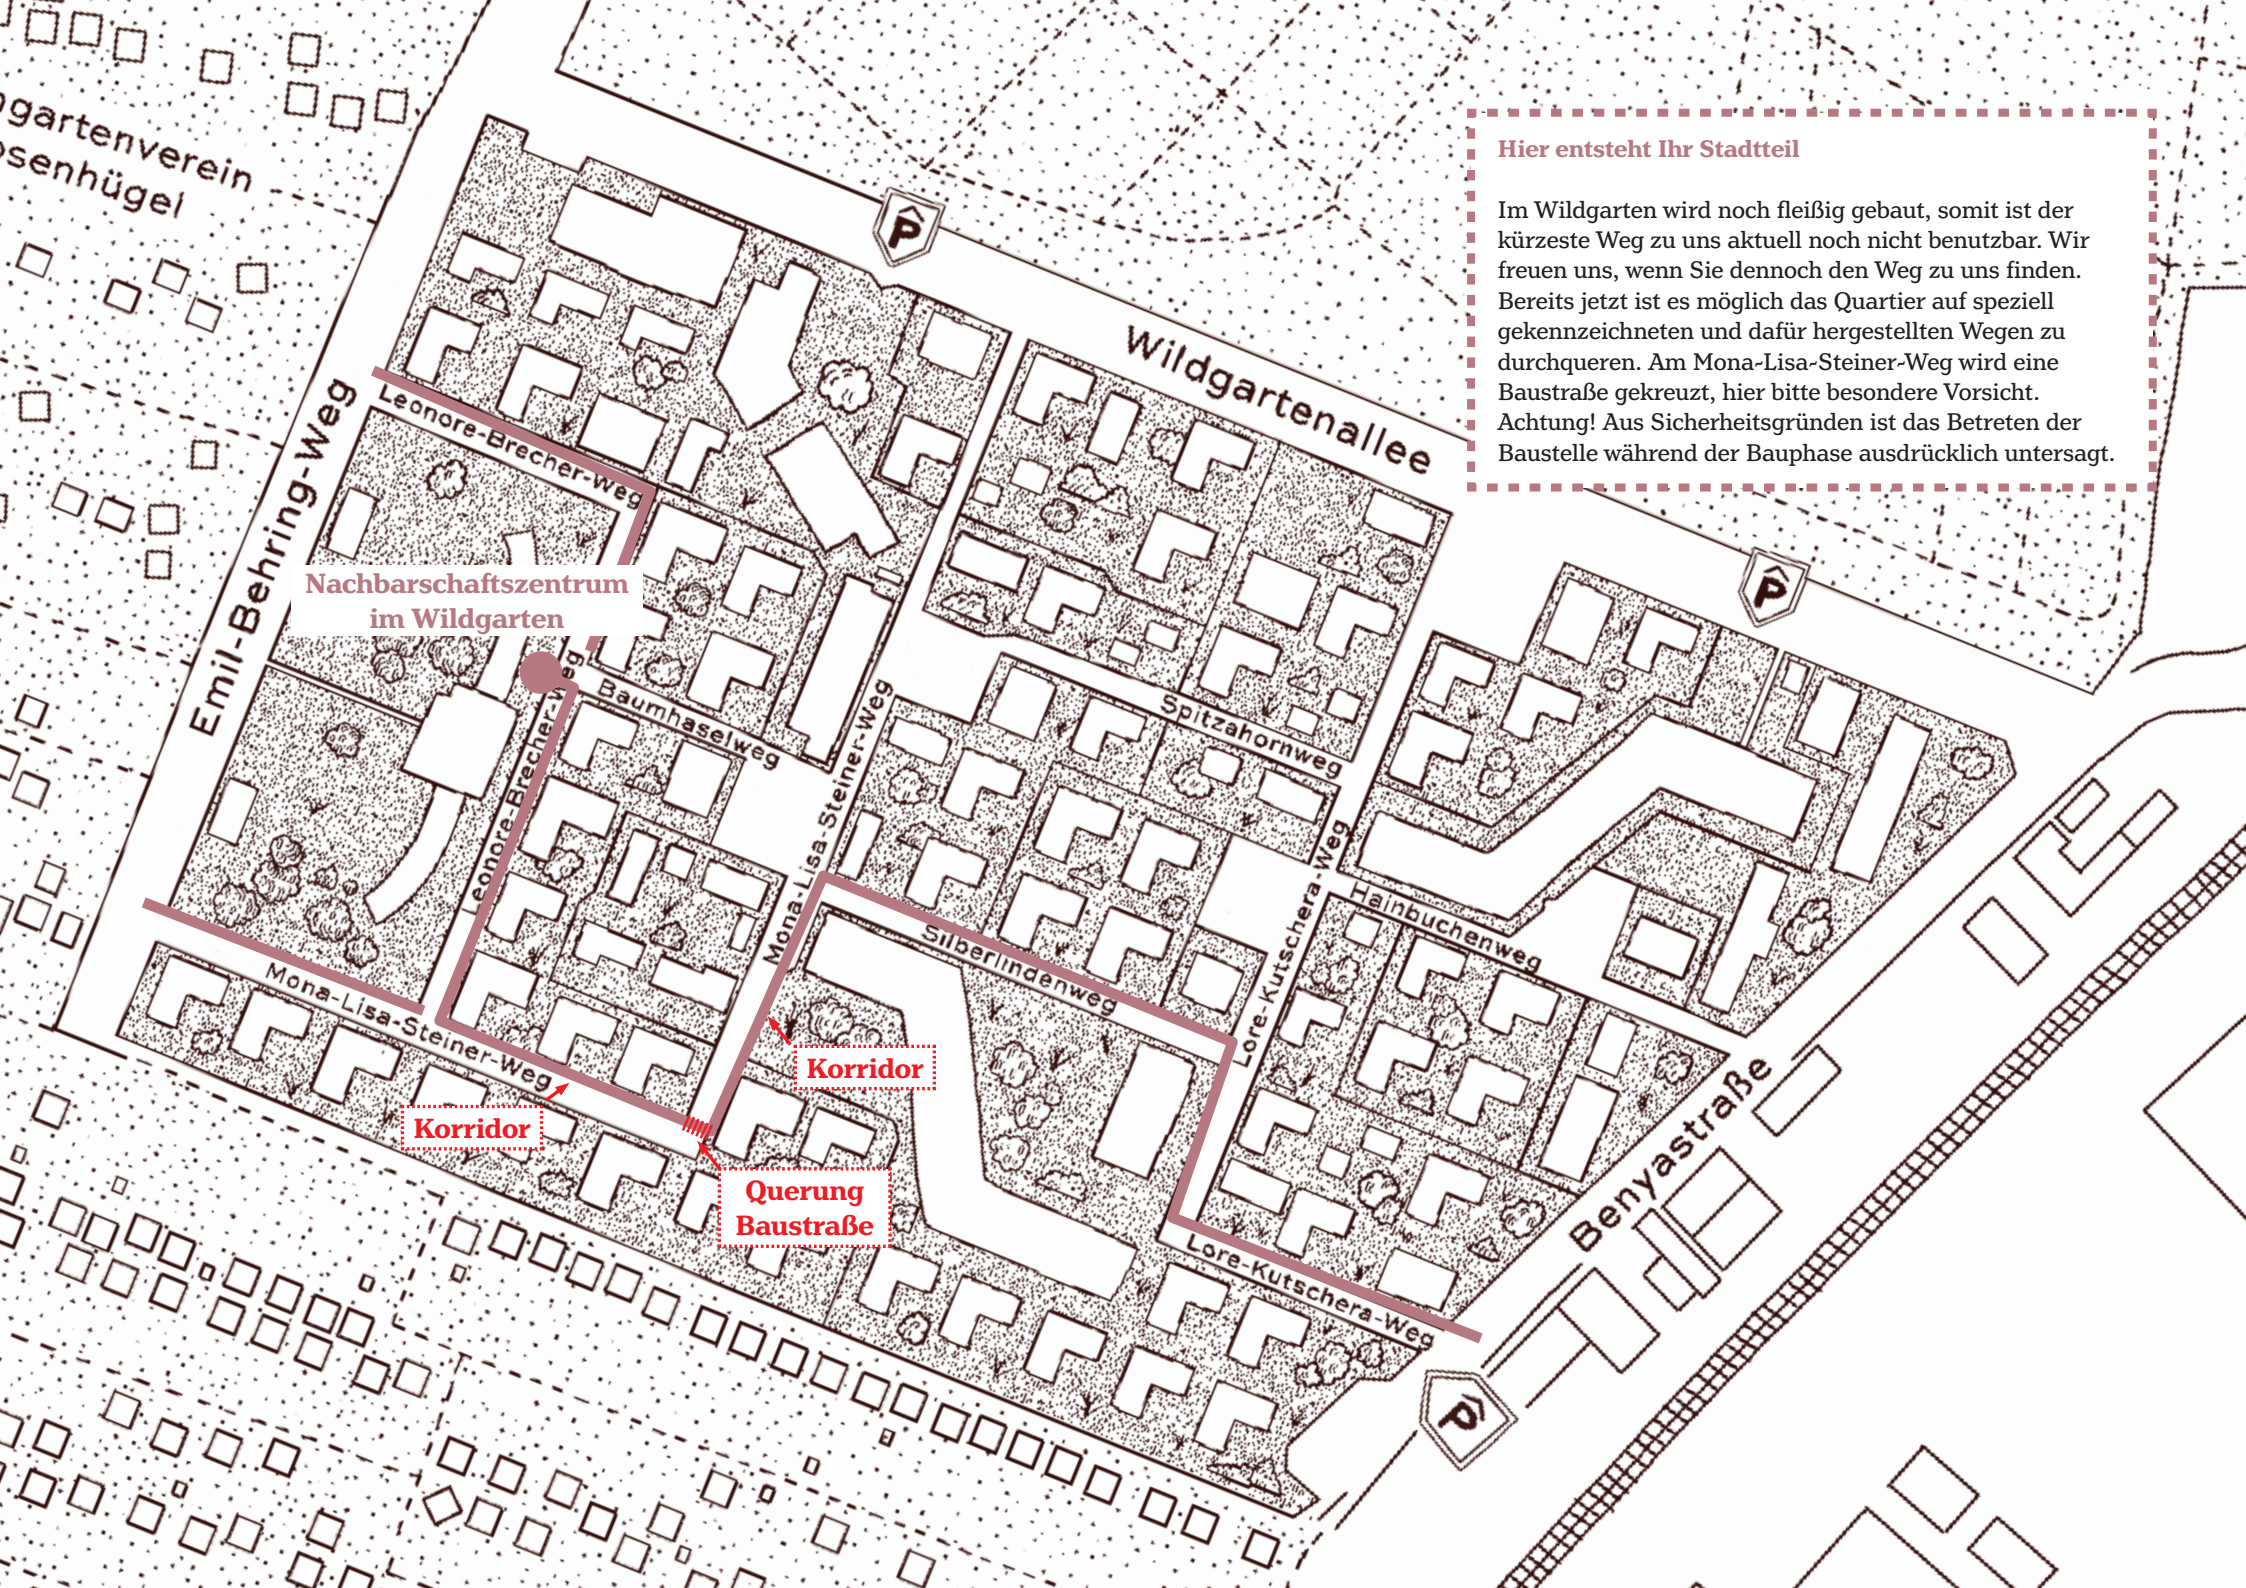 Hier entsteht Ihr Stadtteil
Im Wildgarten wird noch fleißig gebaut, somit ist der
kürzeste Weg zu uns aktuell noch nicht benutzbar. Wir
freuen uns, wenn Sie dennoch den Weg zu uns finden.
Bereits jetzt ist es möglich das Quartier auf speziell
gekennzeichneten und dafür hergestellten Wegen zu
durchqueren. Am Mona-Lisa-Steiner-Weg wird eine
Baustraße gekreuzt, hier bitte besondere Vorsicht.
Achtung! Aus Sicherheitsgründen ist das Betreten der
Baustelle während der Bauphase ausdrücklich untersagt.
gartenverein
senhügel
P
Wildgartenallee
Leonore-Brecher-Weg
Emil-Behring-Weg
P
Nachbarschaftszentrum
im Wildgarten
Baumhaselweg
Leonore-Brecher-Weg
Mona-Lisa-Steiner-Weg
Spitzahornweg
Mona-Lisa-Steiner-Weg
Silberlindenweg
Lore-Kutschera-Weg
Hainbuchenweg
Mona-Lisa-Steiner-Weg
Korridor
Korridor
Querung
Baustraße
Benyastraße
Lore-Kutschera-Weg
P